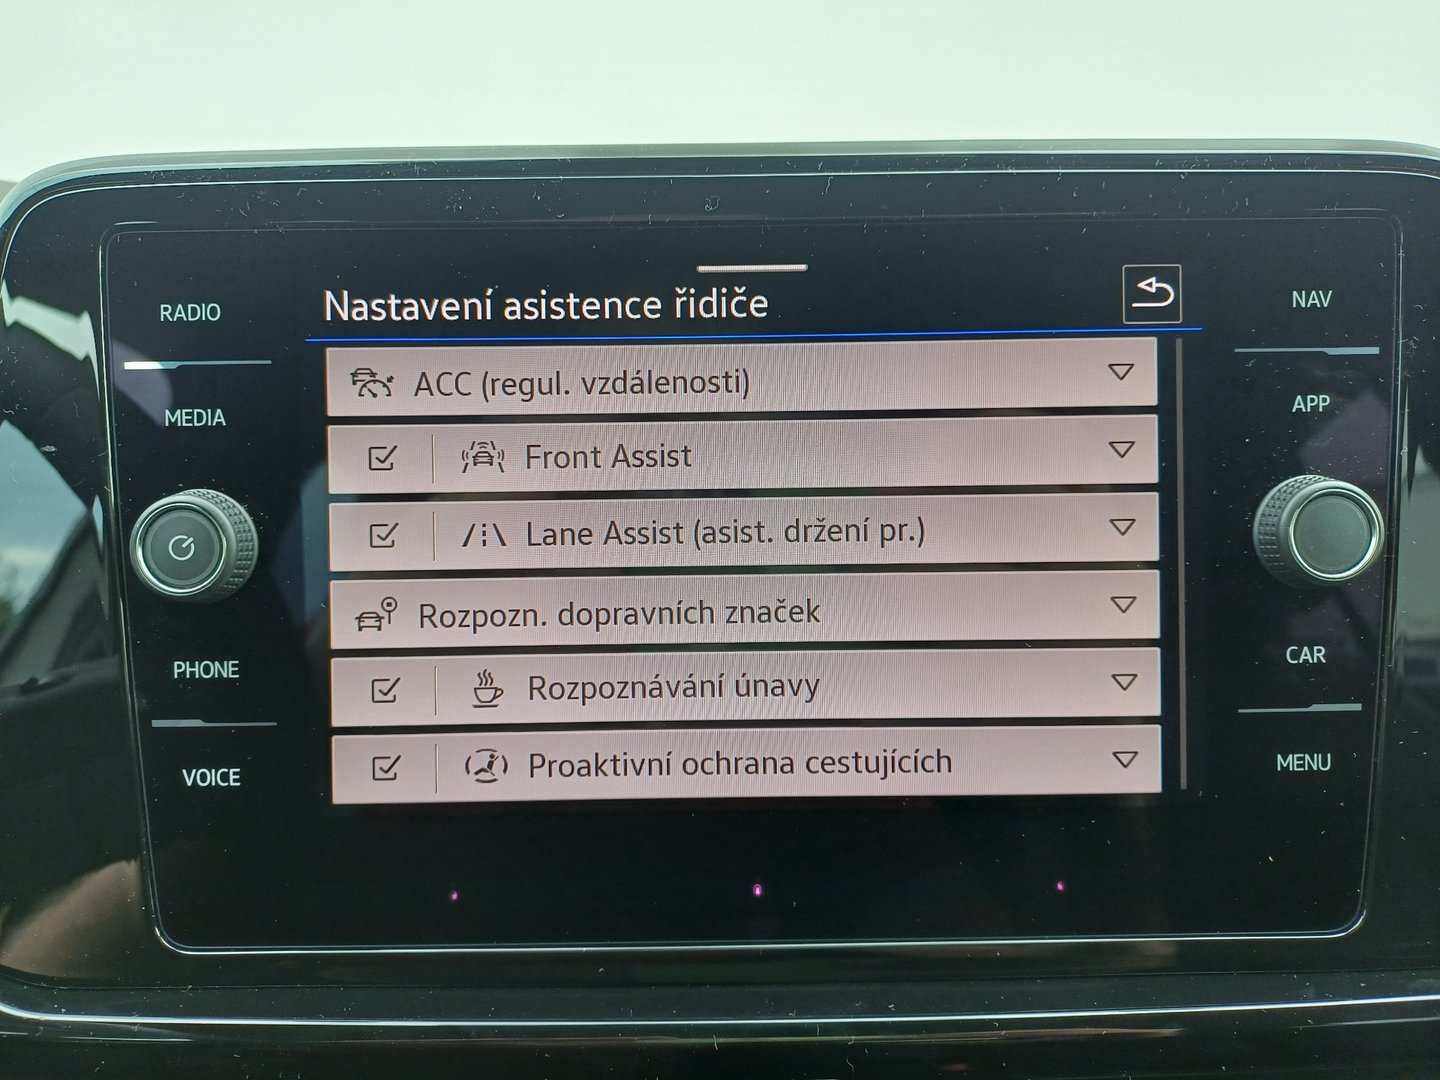 RADIO
MEDIA
PHONE
VOICE
Nastavení asistence řidiče
ACC (regul. vzdálenosti)
Front Assist
Lane Assist (asist. držení pr.)
Rozpozn. dopravních značek
Rozpoznávání únavy
Proaktivní ochrana cestujících
NAV
APP
CAR
MENU